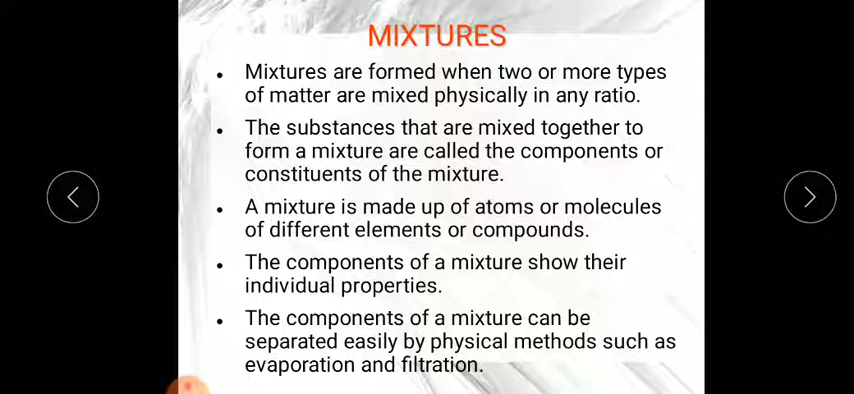 MIXTURES
• Mixtures are formed when two or more types
of matter are mixed physically in any ratio.
• The substances that are mixed together to
form a mixture are called the components or
constituents of the mixture.
• A mixture is made up of atoms or molecules
of different elements or compounds.
• The components of a mixture show their
individual properties.
• The components of a mixture can be
separated easily by physical methods such as
evaporation and filtration.